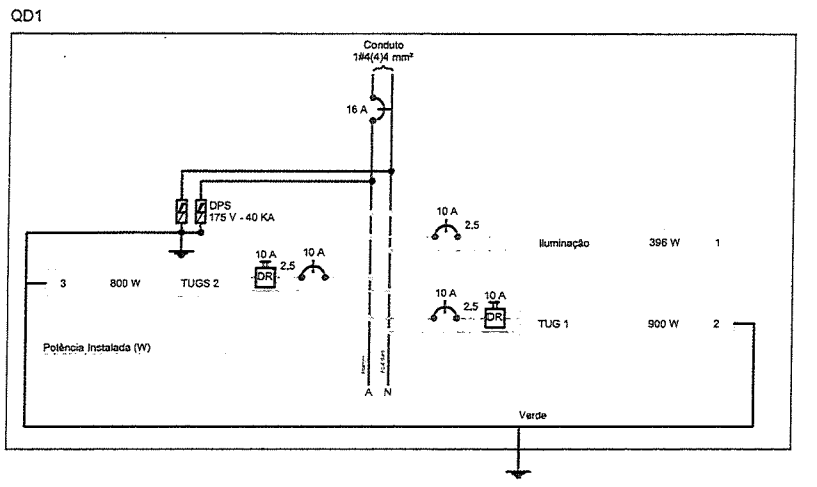 QD1
Conduto
1#4(4)4 mm²
16 A
DPS
175 V - 40 KA
10 A
2,5
Iluminação 396 W 1
3 800 W TUGS 2
10 A
DR
2,5
10 A
10 A
2,5
10 A
DR
TUG 1 900 W 2
Potência Instalada (W)
A N
Verde